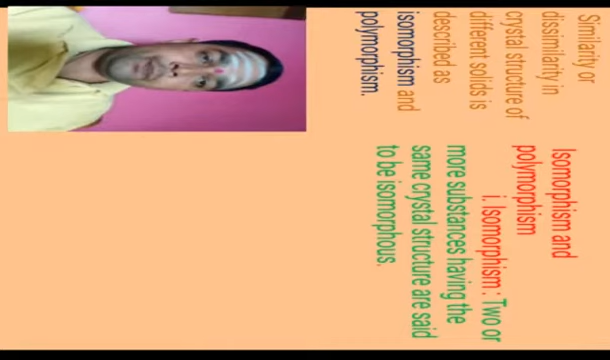 Isomorphism and
polymorphism
i. Isomorphism : Two or
more substances having the
same crystal structure are said
to be isomorphous.
Similarity or
dissimilarity in
crystal structure of
different solids is
described as
isomorphism and
polymorphism.